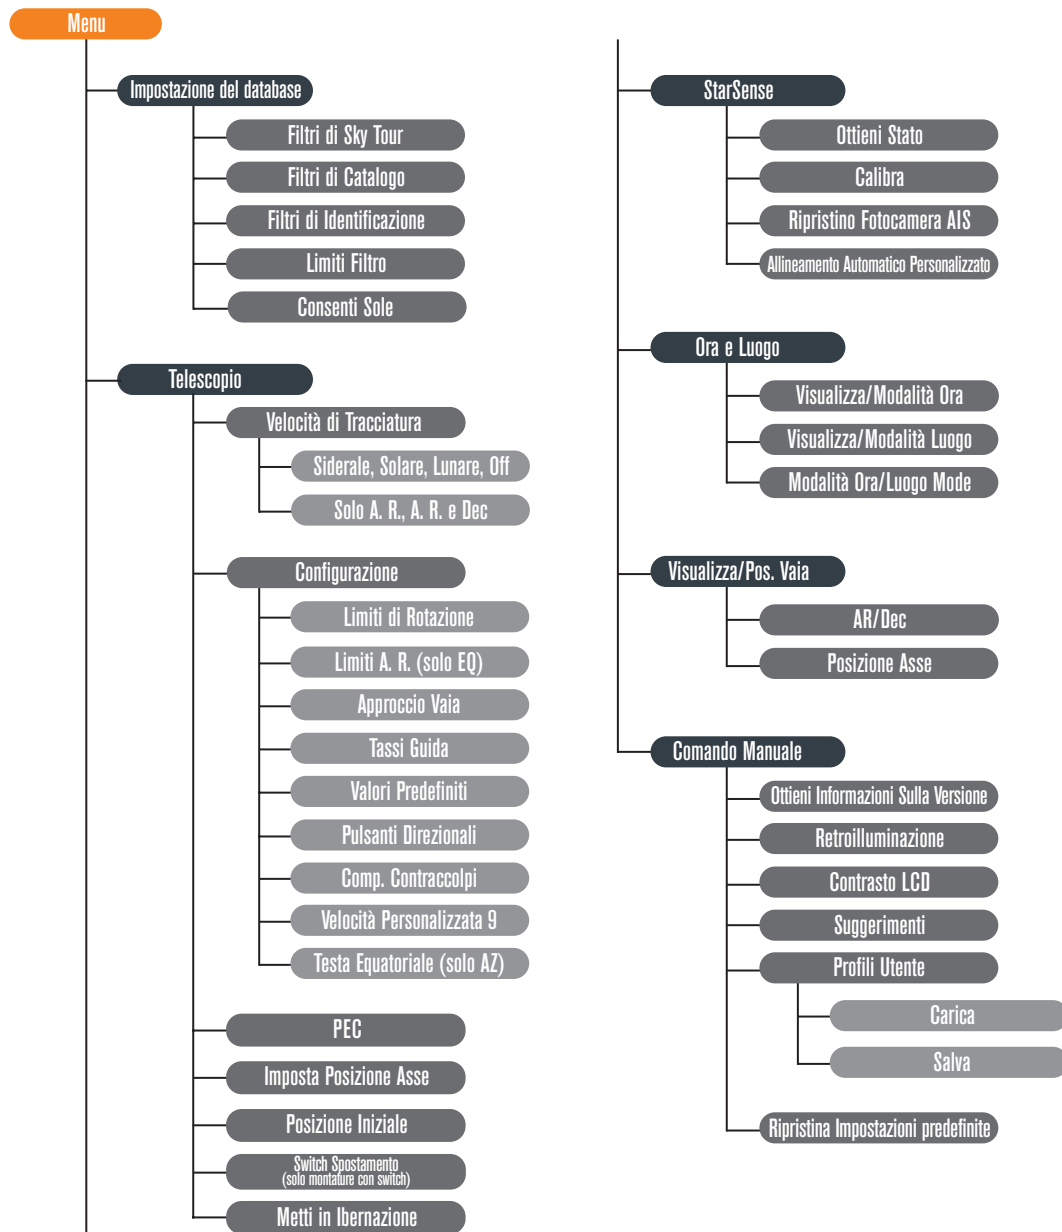 Menu
Impostazione del database
Filtri di Sky Tour
Filtri di Catalogo
Filtri di Identificazione
Limiti Filtro
Consenti Sole
Telescopio
Velocità di Tracciatura
Siderale, Solare, Lunare, Off
Solo A. R., A. R. e Dec
Configurazione
Limiti di Rotazione
Limiti A. R. (solo EQ)
Approccio Vaia
Tassi Guida
Valori Predefiniti
Pulsanti Direzionali
Comp. Contraccolpi
Velocità Personalizzata 9
Testa Equatoriale (solo AZ)
PEC
Imposta Posizione Asse
Posizione Iniziale
Switch Spostamento
(solo montature con switch)
Metti in Ibernazione
StarSense
Ottieni Stato
Calibra
Ripristino Fotocamera AIS
Allineamento Automatico Personalizzato
Ora e Luogo
Visualizza/Modalità Ora
Visualizza/Modalità Luogo
Modalità Ora/Luogo Mode
Visualizza/Pos. Vaia
AR/Dec
Posizione Asse
Comando Manuale
Ottieni Informazioni Sulla Versione
Retroilluminazione
Contrasto LCD
Suggerimenti
Profili Utente
Carica
Salva
Ripristina Impostazioni predefinite